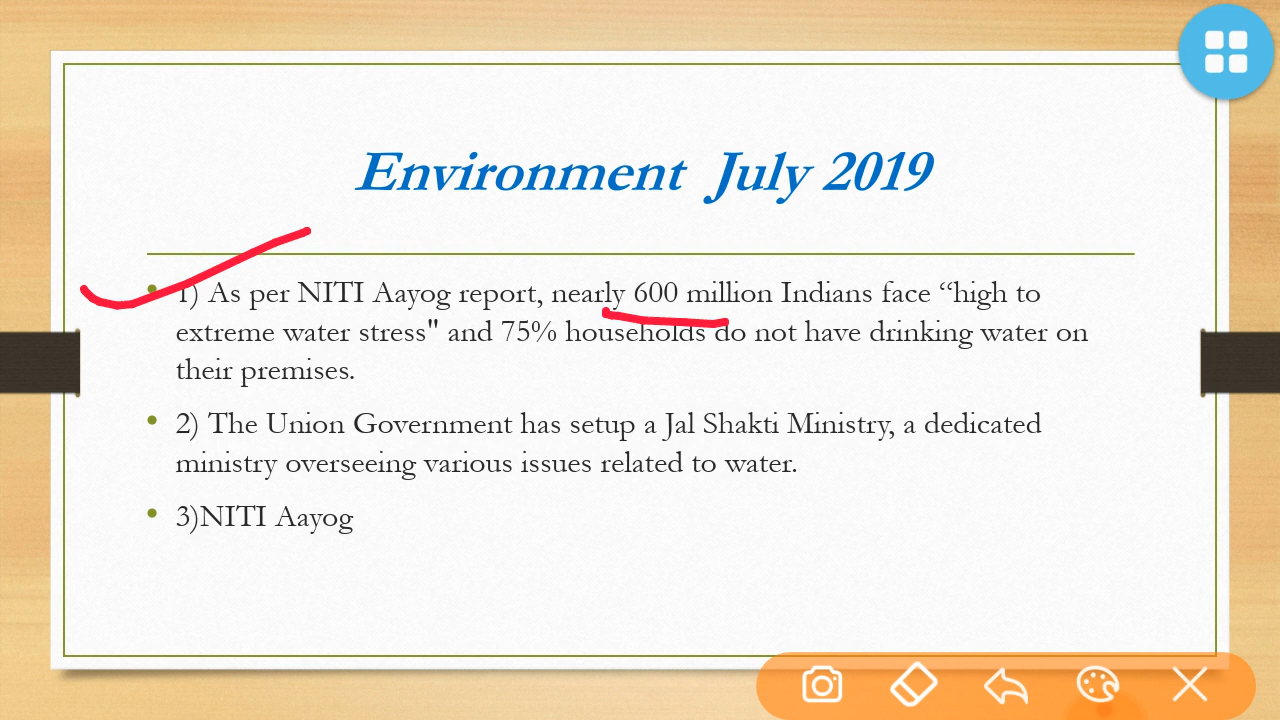 Environment July 2019
1) As per NITI Aayog report, nearly 600 million Indians face “high to
extreme water stress" and 75% households do not have drinking water on
their premises.
2) The Union Government has setup a Jal Shakti Ministry, a dedicated
ministry overseeing various issues related to water.
3)NITI Aayog